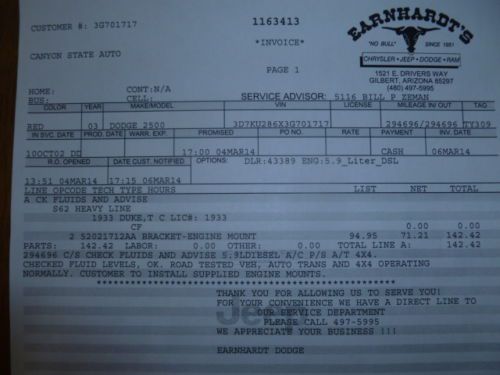 CUSTOMER #: 3G701717
1163413
*INVOICE*
EARNHARDT'S
"NO BULL" SINCE 1951
CHRYSLER • JEEP • DODGE • RAM
1521 E. DRIVERS WAY
GILBERT, ARIZONA 85297
(480) 497-5995
CANYON STATE AUTO
PAGE 1
HOME: CONT:N/A
BUS: CELL:
SERVICE ADVISOR: 5116 BILL P ZEMAN
COLOR YEAR MAKE/MODEL VIN LICENSE MILEAGE IN/OUT TAG
RED 03 DODGE 2500 3D7KU286X3G701717 294696/294696 TY309
IN SVC. DATE PROD. DATE WARR. EXP. PROMISED PO NO. RATE PAYMENT INV. DATE
10OCT02 DD 17:00 04MAR14 CASH 06MAR14
R.O. OPENED DATE CUST. NOTIFIED OPTIONS: DLR:43389 ENG:5.9_Liter_DSL
13:51 04MAR14 17:15 06MAR14
LINE OPCODE TECH TYPE HOURS LIST NET TOTAL
A CK FLUIDS AND ADVISE
S62 HEAVY LINE
1933 DUKE,T C LIC#: 1933
CF 0.00 0.00
2 52021712AA BRACKET-ENGINE MOUNT 94.95 71.21 142.42
PARTS: 142.42 LABOR: 0.00 OTHER: 0.00 TOTAL LINE A: 142.42
294696 C/S CHECK FLUIDS AND ADVISE 5.9LDIESEL A/C P/S A/T 4X4.
CHECKED FLUID LEVELS, OK. ROAD TESTED VEH, AUTO TRANS AND 4X4 OPERATING
NORMALLY. CUSTOMER TO INSTALL SUPPLIED ENGINE MOUNTS.
*****************************************************
THANK YOU FOR ALLOWING US TO SERVE YOU!
FOR YOUR CONVENIENCE WE HAVE A DIRECT LINE TO
OUR SERVICE DEPARTMENT
Jeep
PLEASE CALL 497-5995
WE APPRECIATE YOUR BUSINESS !!!
EARNHARDT DODGE